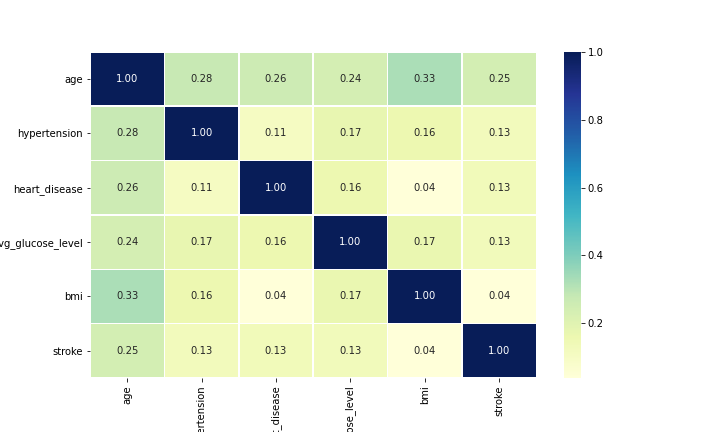 age 1.00 0.28 0.26 0.24 0.33 0.25
hypertension 0.28 1.00 0.11 0.17 0.16 0.13
heart_disease 0.26 0.11 1.00 0.16 0.04 0.13
vg_glucose_level 0.24 0.17 0.16 1.00 0.17 0.13
bmi 0.33 0.16 0.04 0.17 1.00 0.04
stroke 0.25 0.13 0.13 0.13 0.04 1.00
age
ertension
_disease
ose_level
bmi
stroke
1.0
0.8
0.6
0.4
0.2